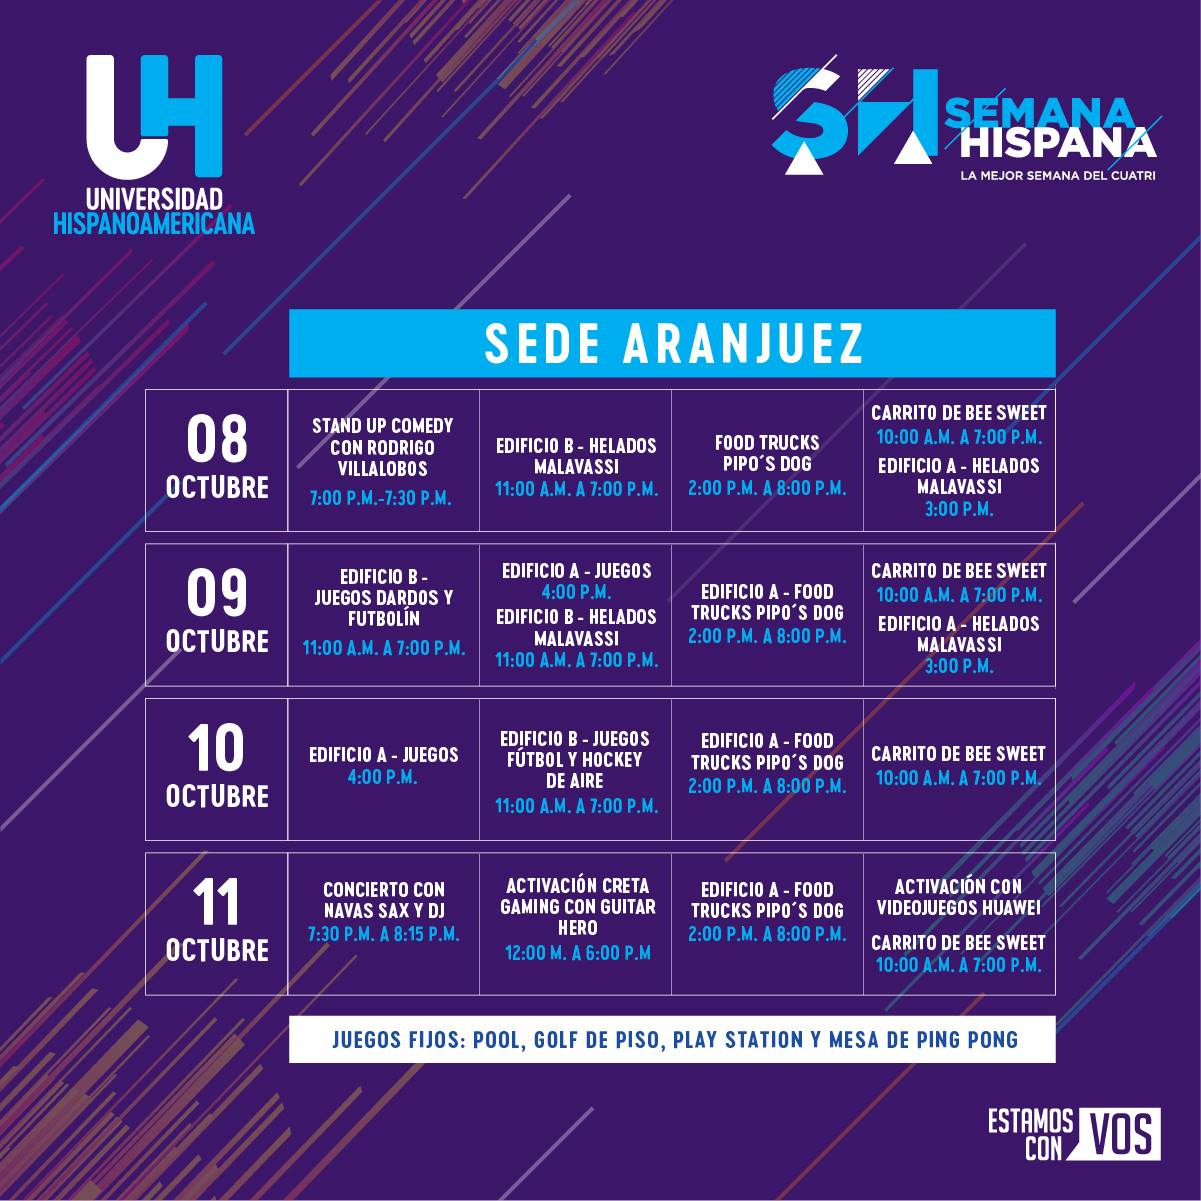 UH
UNIVERSIDAD
HISPANOAMERICANA
SH
SEMANA
HISPANA
LA MEJOR SEMANA DEL CUATRI
SEDE ARANJUEZ
08
OCTUBRE
STAND UP COMEDY
CON RODRIGO
VILLALOBOS
7:00 P.M.-7:30 P.M.
EDIFICIO B - HELADOS
MALAVASSI
11:00 A.M. A 7:00 P.M.
FOOD TRUCKS
PIPO´S DOG
2:00 P.M. A 8:00 P.M.
CARRITO DE BEE SWEET
10:00 A.M. A 7:00 P.M.
EDIFICIO A - HELADOS
MALAVASSI
3:00 P.M.
09
OCTUBRE
EDIFICIO B -
JUEGOS DARDOS Y
FUTBOLÍN
11:00 A.M. A 7:00 P.M.
EDIFICIO A - JUEGOS
4:00 P.M.
EDIFICIO B - HELADOS
MALAVASSI
11:00 A.M. A 7:00 P.M.
EDIFICIO A - FOOD
TRUCKS PIPO´S DOG
2:00 P.M. A 8:00 P.M.
CARRITO DE BEE SWEET
10:00 A.M. A 7:00 P.M.
EDIFICIO A - HELADOS
MALAVASSI
3:00 P.M.
10
OCTUBRE
EDIFICIO A - JUEGOS
4:00 P.M.
EDIFICIO B - JUEGOS
FÚTBOL Y HOCKEY
DE AIRE
11:00 A.M. A 7:00 P.M.
EDIFICIO A - FOOD
TRUCKS PIPO´S DOG
2:00 P.M. A 8:00 P.M.
CARRITO DE BEE SWEET
10:00 A.M. A 7:00 P.M.
11
OCTUBRE
CONCIERTO CON
NAVAS SAX Y DJ
7:30 P.M. A 8:15 P.M.
ACTIVACIÓN CRETA
GAMING CON GUITAR
HERO
12:00 M. A 6:00 P.M
EDIFICIO A - FOOD
TRUCKS PIPO´S DOG
2:00 P.M. A 8:00 P.M.
ACTIVACIÓN CON
VIDEOJUEGOS HUAWEI
CARRITO DE BEE SWEET
10:00 A.M. A 7:00 P.M.
JUEGOS FIJOS: POOL, GOLF DE PISO, PLAY STATION Y MESA DE PING PONG
ESTAMOS
CON
VOS